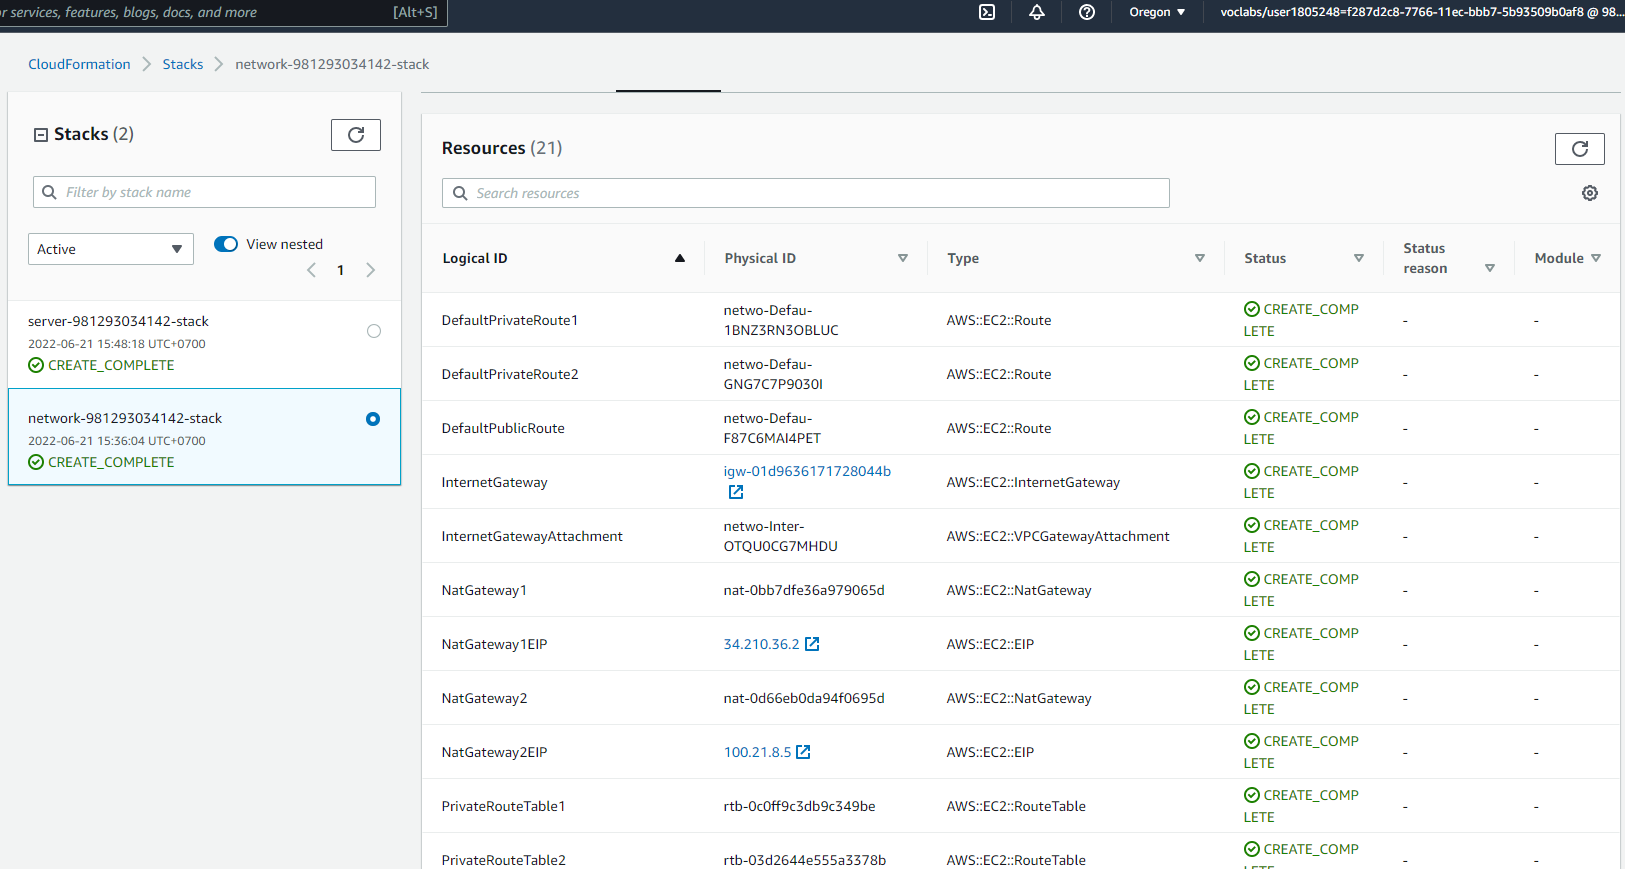 or services, features, blogs, docs, and more [Alt+S] Oregon voclabs/user1805248=f287d2c8-7766-11ec-bbb7-5b93509b0af8 @ 98...
CloudFormation Stacks network-981293034142-stack
Stacks (2)
Filter by stack name
Active View nested
1
server-981293034142-stack
2022-06-21 15:48:18 UTC+0700
CREATE_COMPLETE
network-981293034142-stack
2022-06-21 15:36:04 UTC+0700
CREATE_COMPLETE
Resources (21)
Search resources
Logical ID Physical ID Type Status Status reason Module
DefaultPrivateRoute1 netwo-Defau-1BNZ3RN3OBLUC AWS::EC2::Route CREATE_COMPLETE - -
DefaultPrivateRoute2 netwo-Defau-GNG7C7P9030I AWS::EC2::Route CREATE_COMPLETE - -
DefaultPublicRoute netwo-Defau-F87C6MAI4PET AWS::EC2::Route CREATE_COMPLETE - -
InternetGateway igw-01d9636171728044b AWS::EC2::InternetGateway CREATE_COMPLETE - -
InternetGatewayAttachment netwo-Inter-OTQU0CG7MHDU AWS::EC2::VPCGatewayAttachment CREATE_COMPLETE - -
NatGateway1 nat-0bb7dfe36a979065d AWS::EC2::NatGateway CREATE_COMPLETE - -
NatGateway1EIP 34.210.36.2 AWS::EC2::EIP CREATE_COMPLETE - -
NatGateway2 nat-0d66eb0da94f0695d AWS::EC2::NatGateway CREATE_COMPLETE - -
NatGateway2EIP 100.21.8.5 AWS::EC2::EIP CREATE_COMPLETE - -
PrivateRouteTable1 rtb-0c0ff9c3db9c349be AWS::EC2::RouteTable CREATE_COMPLETE - -
PrivateRouteTable2 rtb-03d2644e555a3378b AWS::EC2::RouteTable CREATE_COMPLETE - -